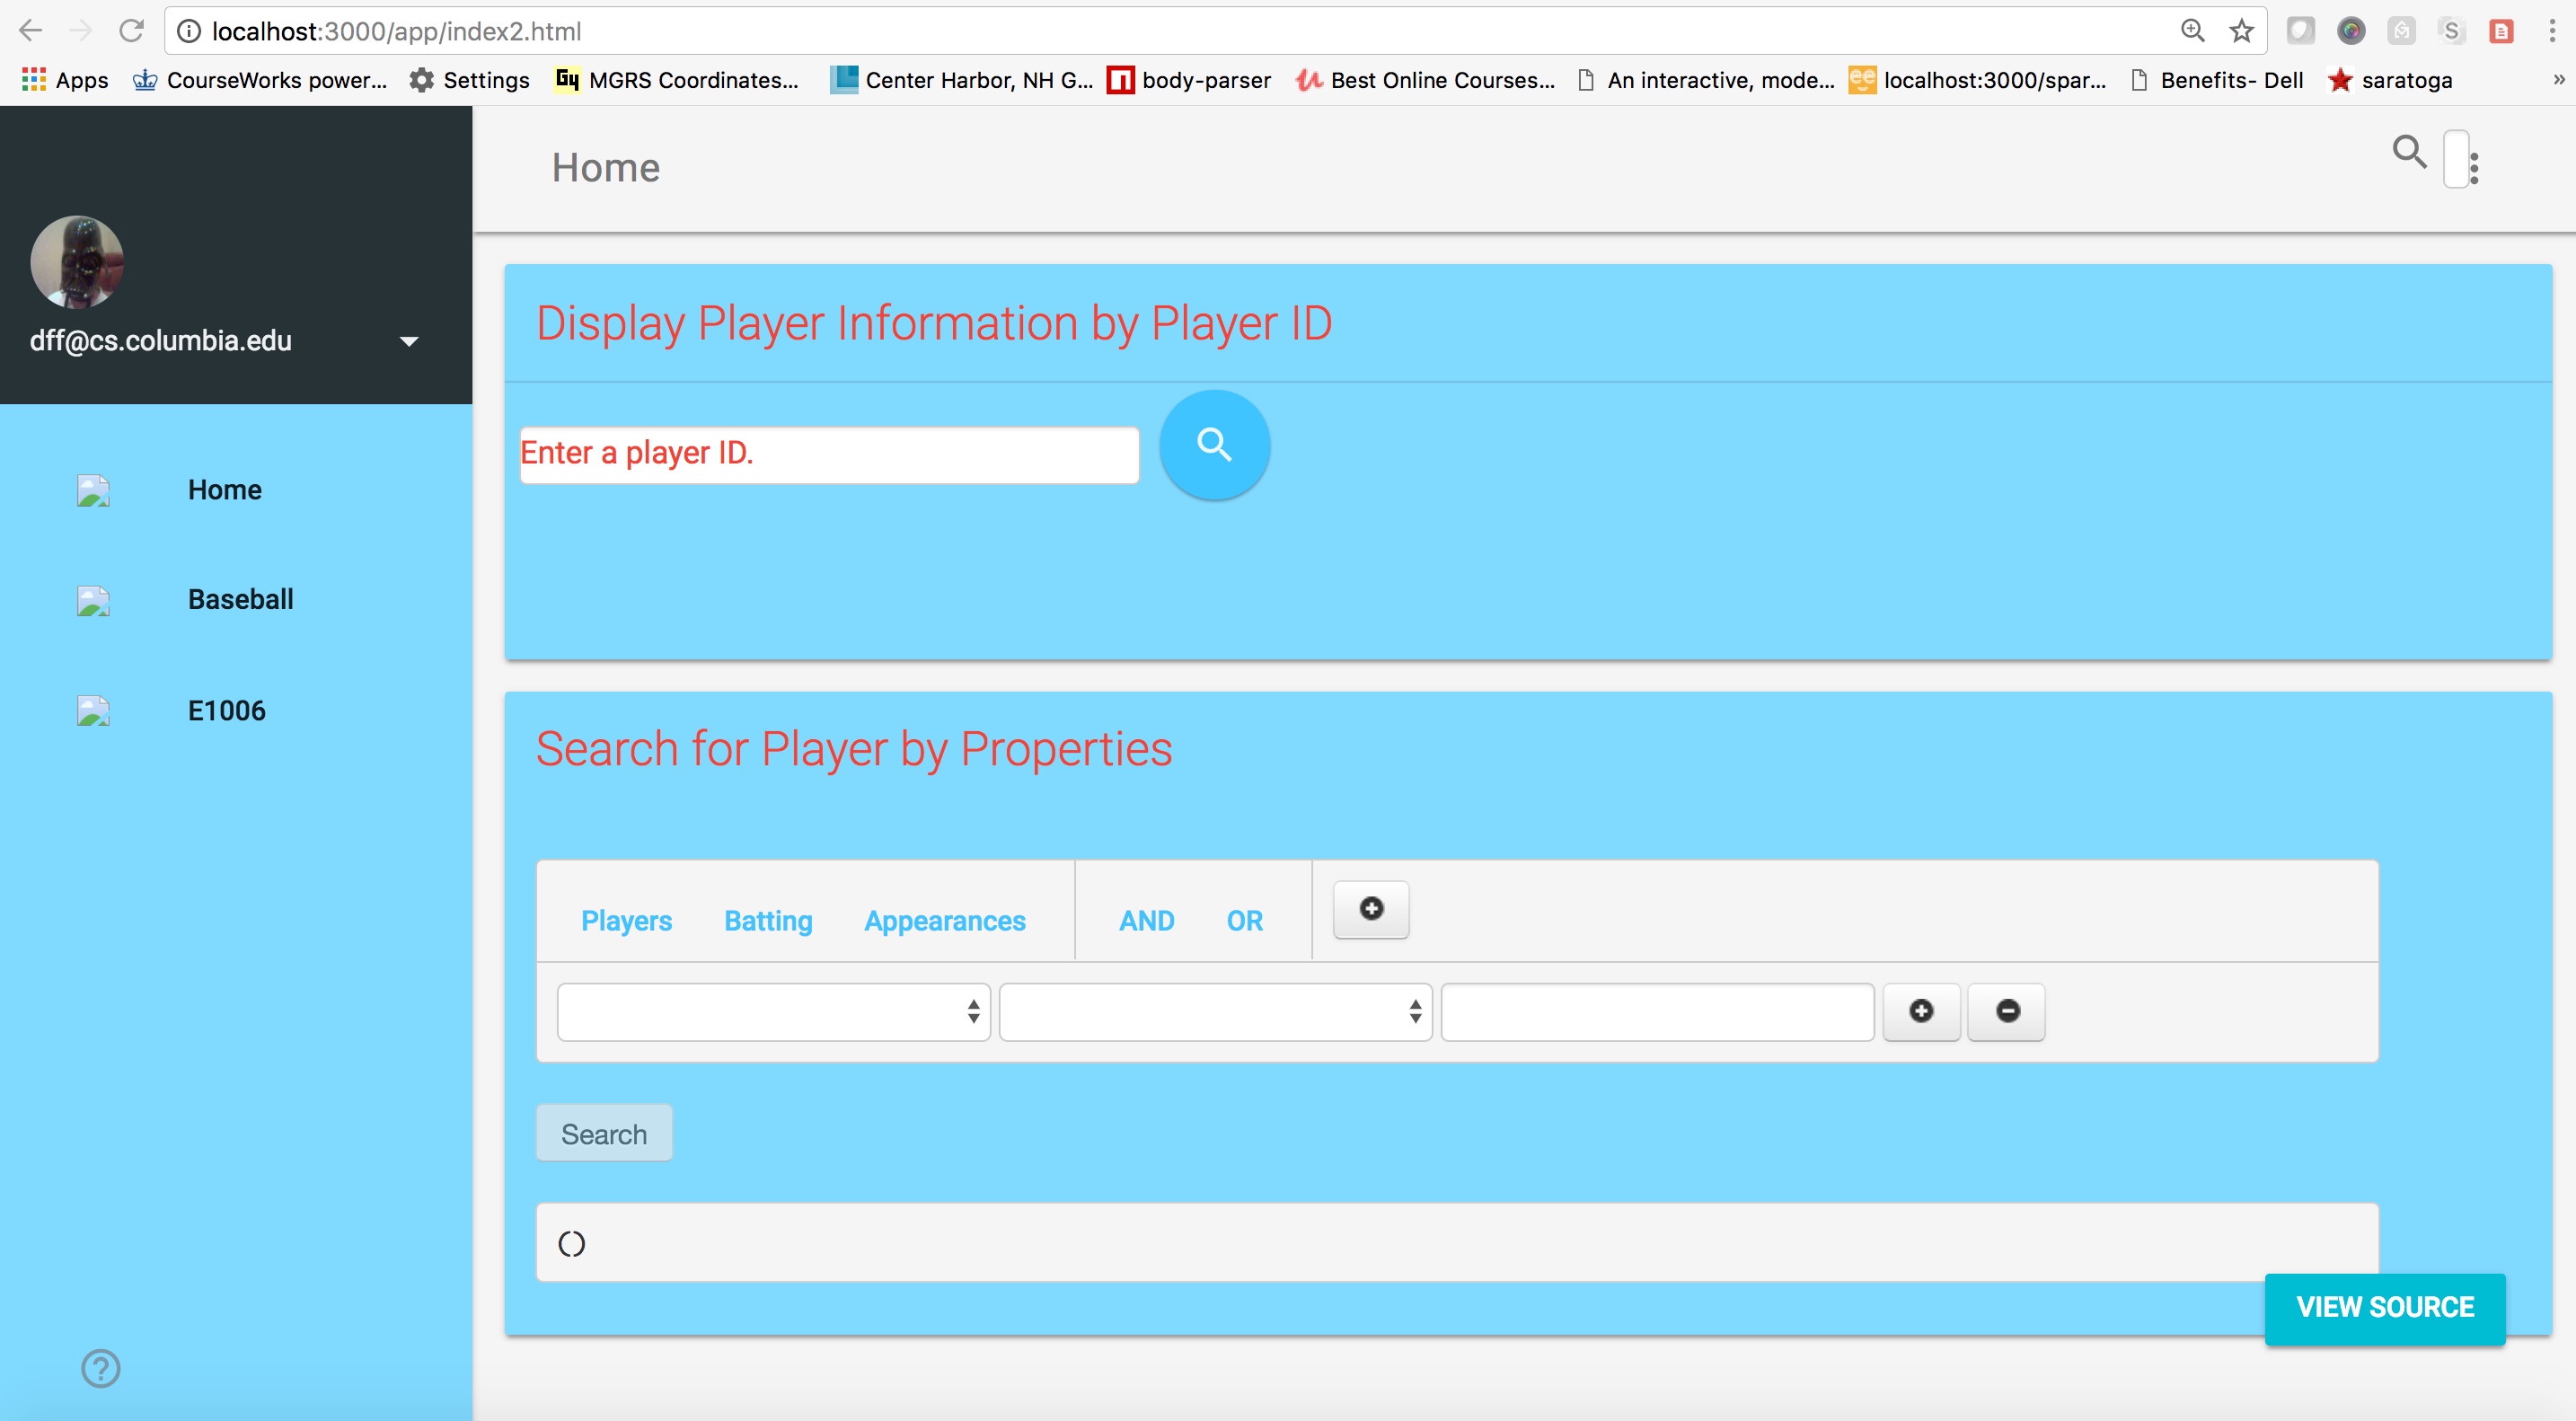 localhost:3000/app/index2.html
Apps CourseWorks power... Settings Gy MGRS Coordinates... Center Harbor, NH G... body-parser Best Online Courses... An interactive, mode... localhost:3000/spar... Benefits- Dell saratoga »
Home
dff@cs.columbia.edu
Home
Baseball
E1006
Display Player Information by Player ID
Enter a player ID.
Search for Player by Properties
Players Batting Appearances AND OR
Search
()
VIEW SOURCE